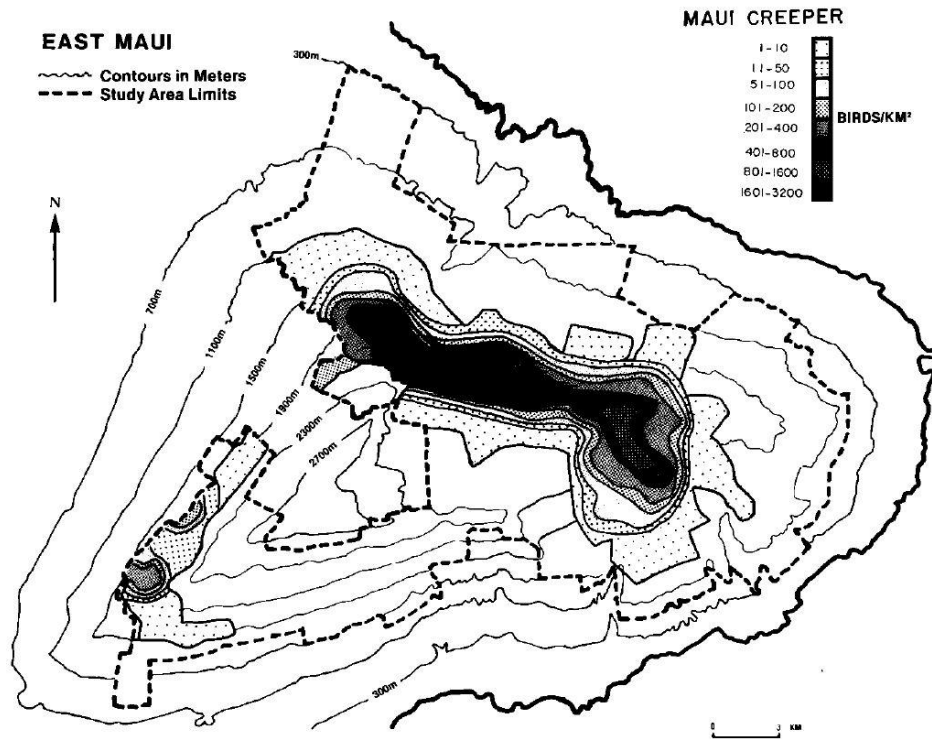 EAST MAUI
Contours in Meters
Study Area Limits
N
MAUI CREEPER
1-10
11-50
51-100
101-200
201-400
401-800
801-1600
1601-3200
BIRDS/KM²
300m
700m
1100m
1500m
1900m
2300m
2700m
300m
0 3 KM